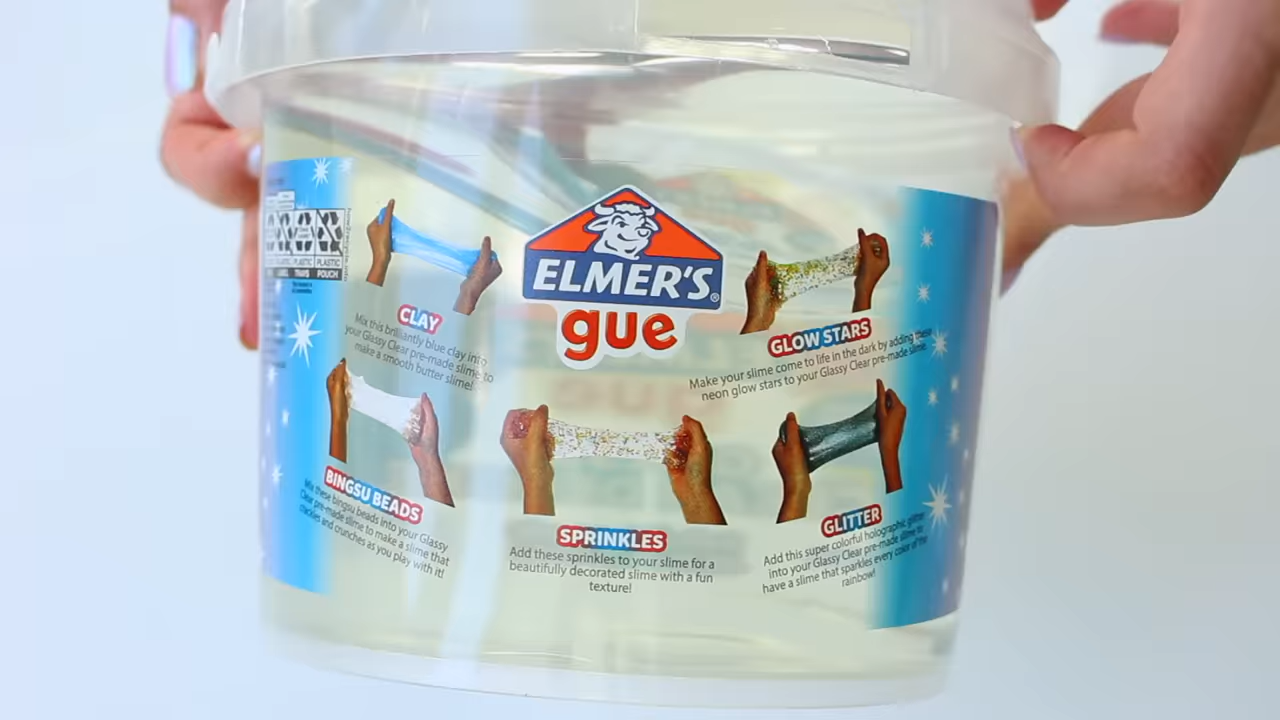 ELMER'S®
gue
CLAY
Mix this brilliantly blue clay into
your Glassy Clear pre-made slime to
make a smooth butter slime!
GLOW STARS
Make your slime come to life in the dark by adding these
neon glow stars to your Glassy Clear pre-made slime.
BINGSU BEADS
Mix these bingsu beads into your Glassy
Clear pre-made slime to make a slime that
crackles and crunches as you play with it!
SPRINKLES
Add these sprinkles to your slime for a
beautifully decorated slime with a fun
texture!
GLITTER
Add this super colorful holographic glitter
into your Glassy Clear pre-made slime to
have a slime that sparkles every color of the
rainbow!
PLASTIC PLASTIC
LABEL TRAYS POUCH